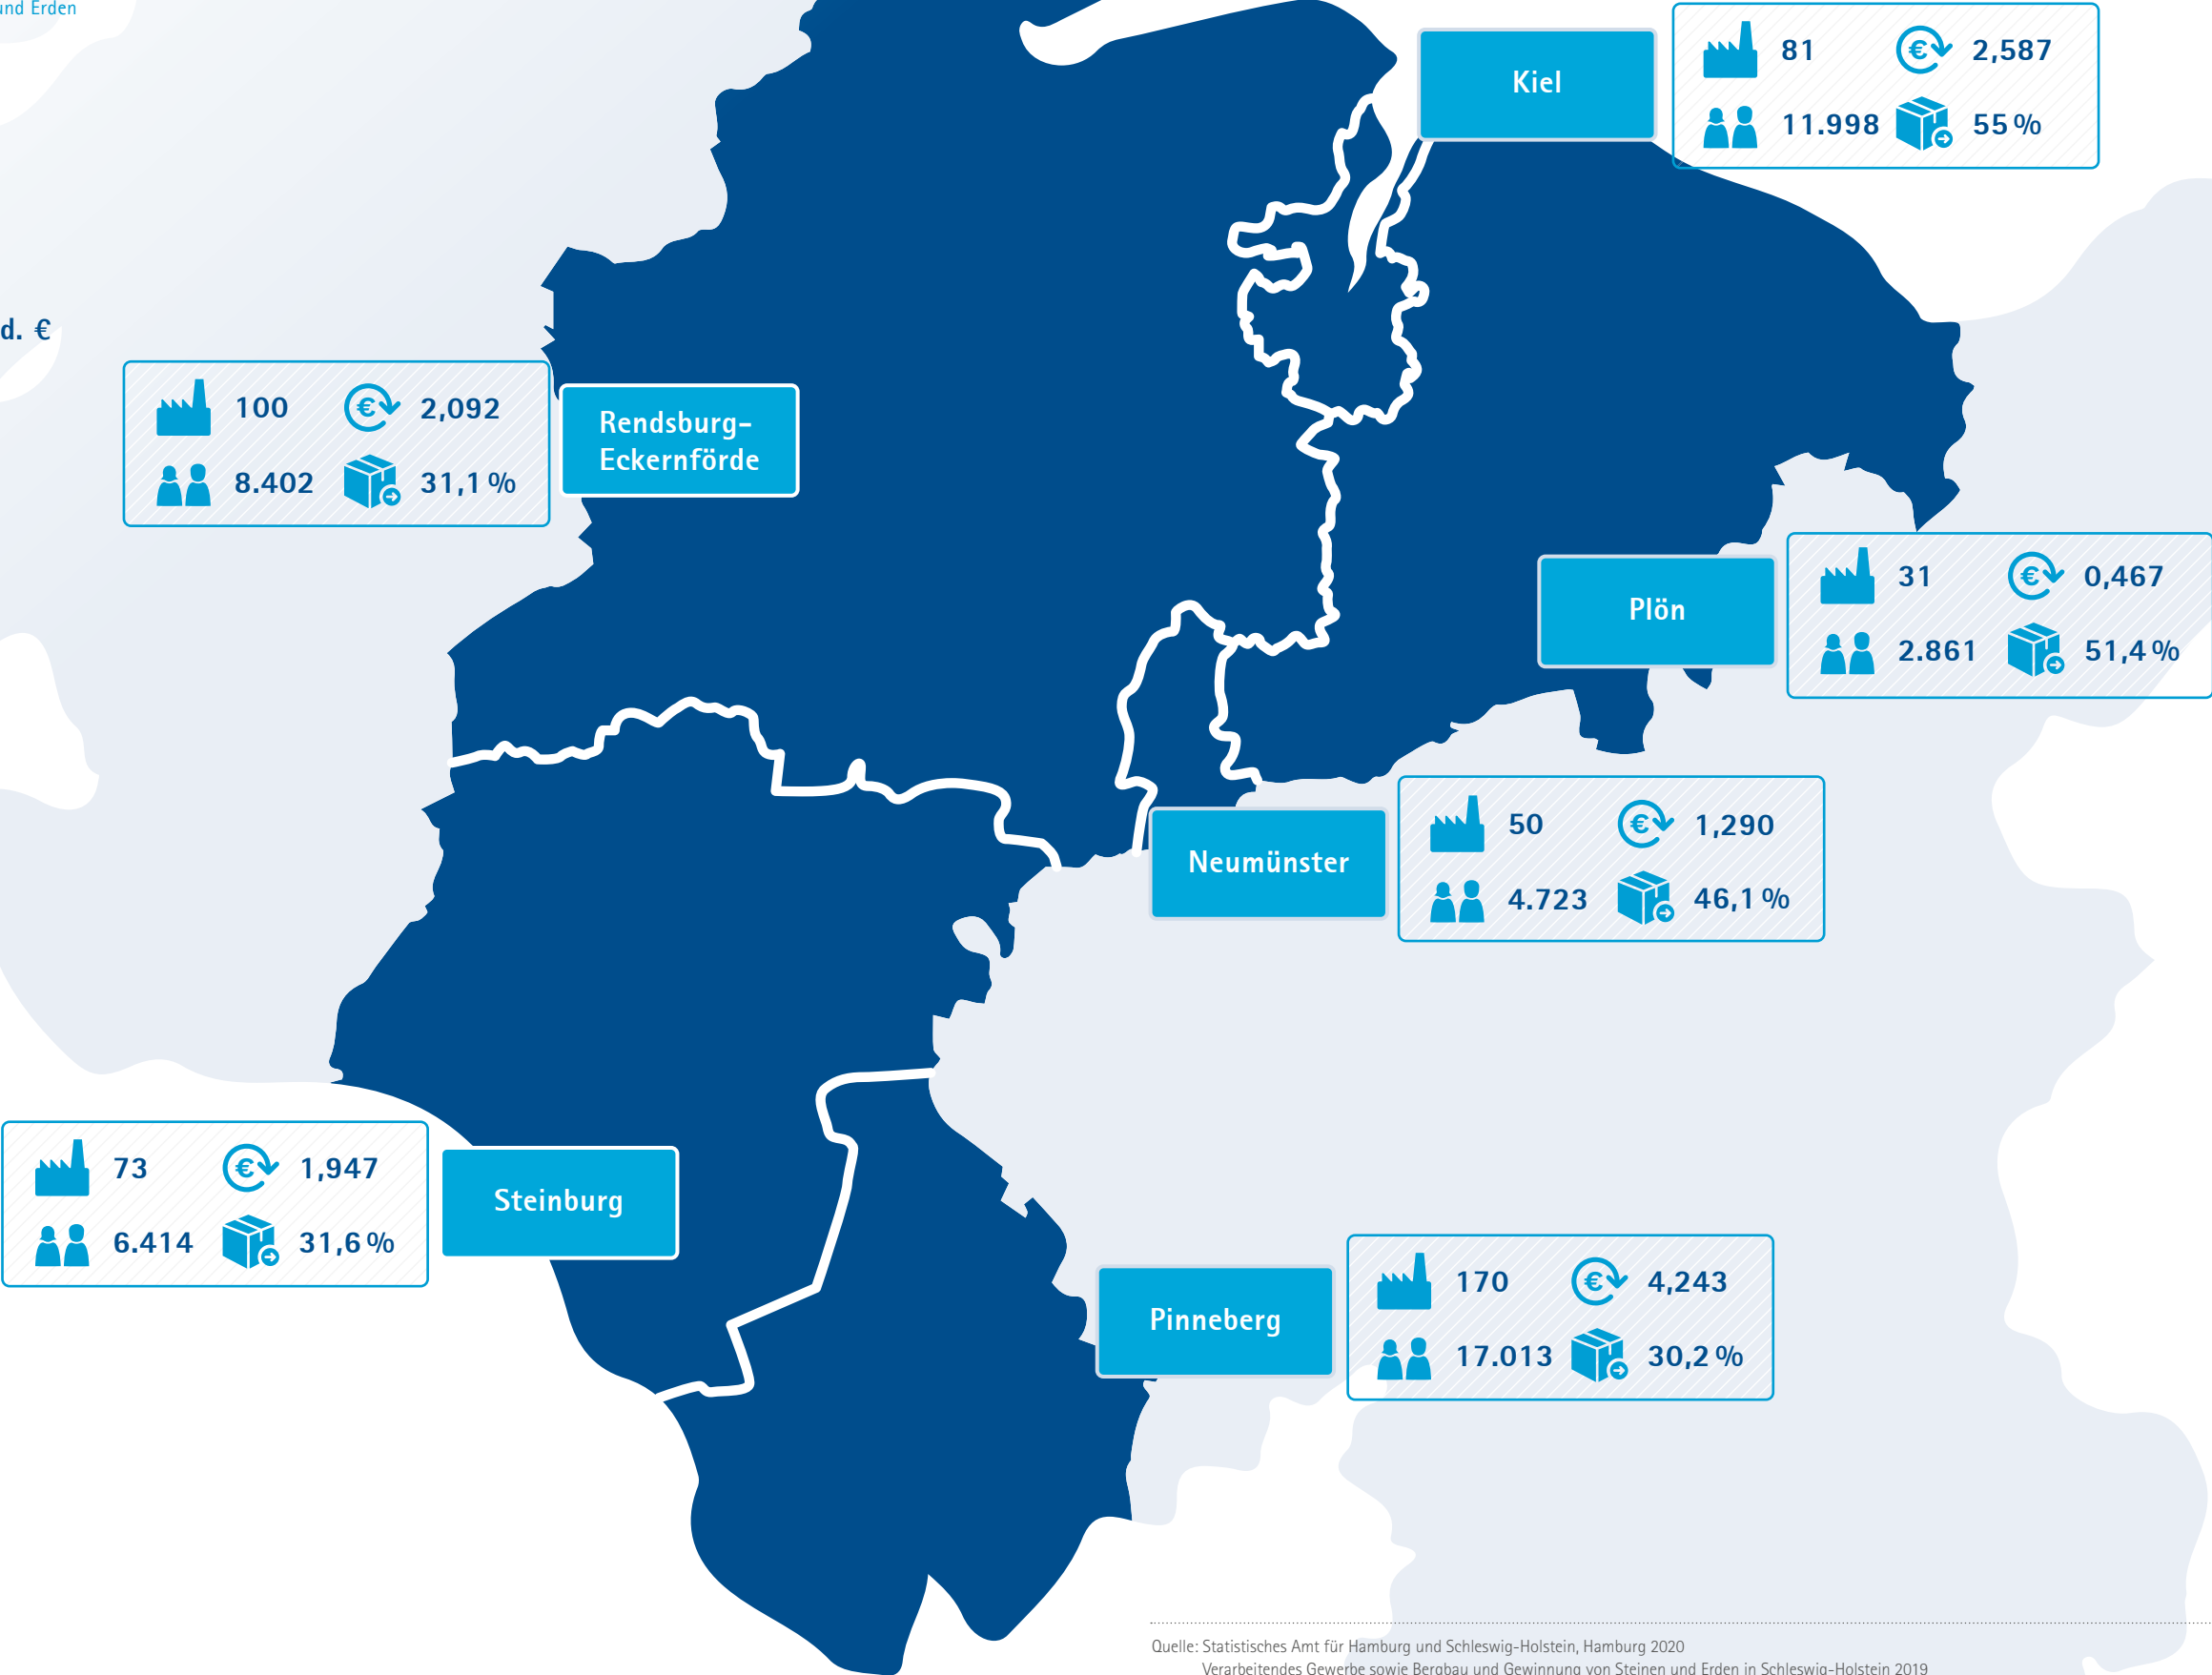 und Erden
Kiel
81
2,587
11.998
55 %
d. €
100
2,092
8.402
31,1 %
Rendsburg-
Eckernförde
Plön
31
0,467
2.861
51,4 %
Neumünster
50
1,290
4.723
46,1 %
73
1,947
6.414
31,6 %
Steinburg
Pinneberg
170
4,243
17.013
30,2 %
Quelle: Statistisches Amt für Hamburg und Schleswig-Holstein, Hamburg 2020
Verarbeitendes Gewerbe sowie Bergbau und Gewinnung von Steinen und Erden in Schleswig-Holstein 2019